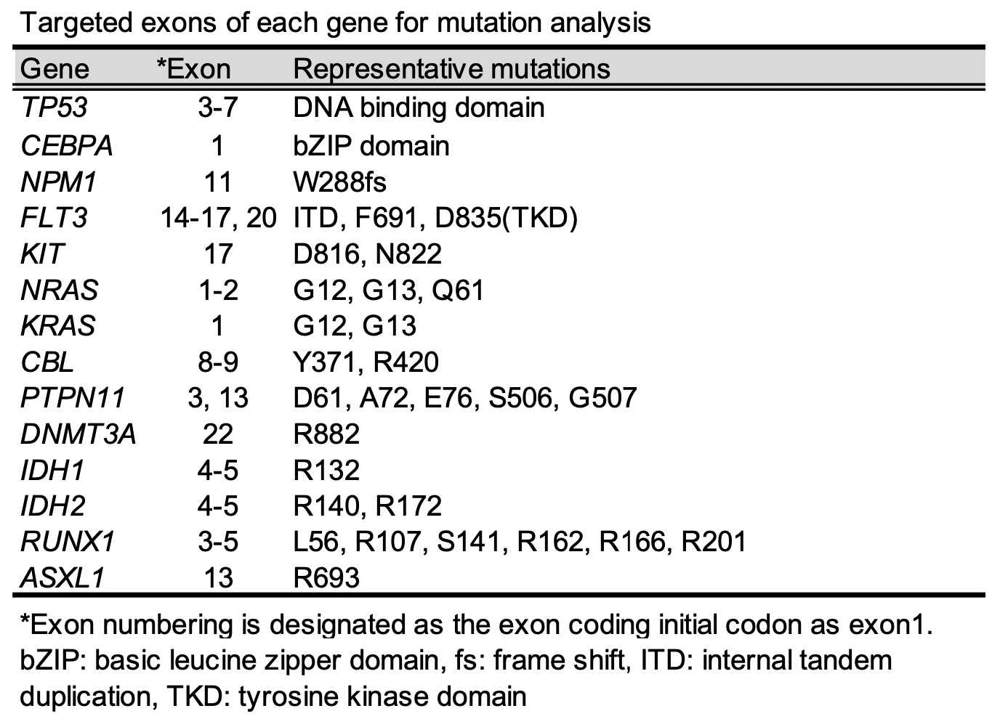 Targeted exons of each gene for mutation analysis
Gene *Exon Representative mutations
TP53 3-7 DNA binding domain
CEBPA 1 bZIP domain
NPM1 11 W288fs
FLT3 14-17, 20 ITD, F691, D835(TKD)
KIT 17 D816, N822
NRAS 1-2 G12, G13, Q61
KRAS 1 G12, G13
CBL 8-9 Y371, R420
PTPN11 3, 13 D61, A72, E76, S506, G507
DNMT3A 22 R882
IDH1 4-5 R132
IDH2 4-5 R140, R172
RUNX1 3-5 L56, R107, S141, R162, R166, R201
ASXL1 13 R693
*Exon numbering is designated as the exon coding initial codon as exon1.
bZIP: basic leucine zipper domain, fs: frame shift, ITD: internal tandem
duplication, TKD: tyrosine kinase domain